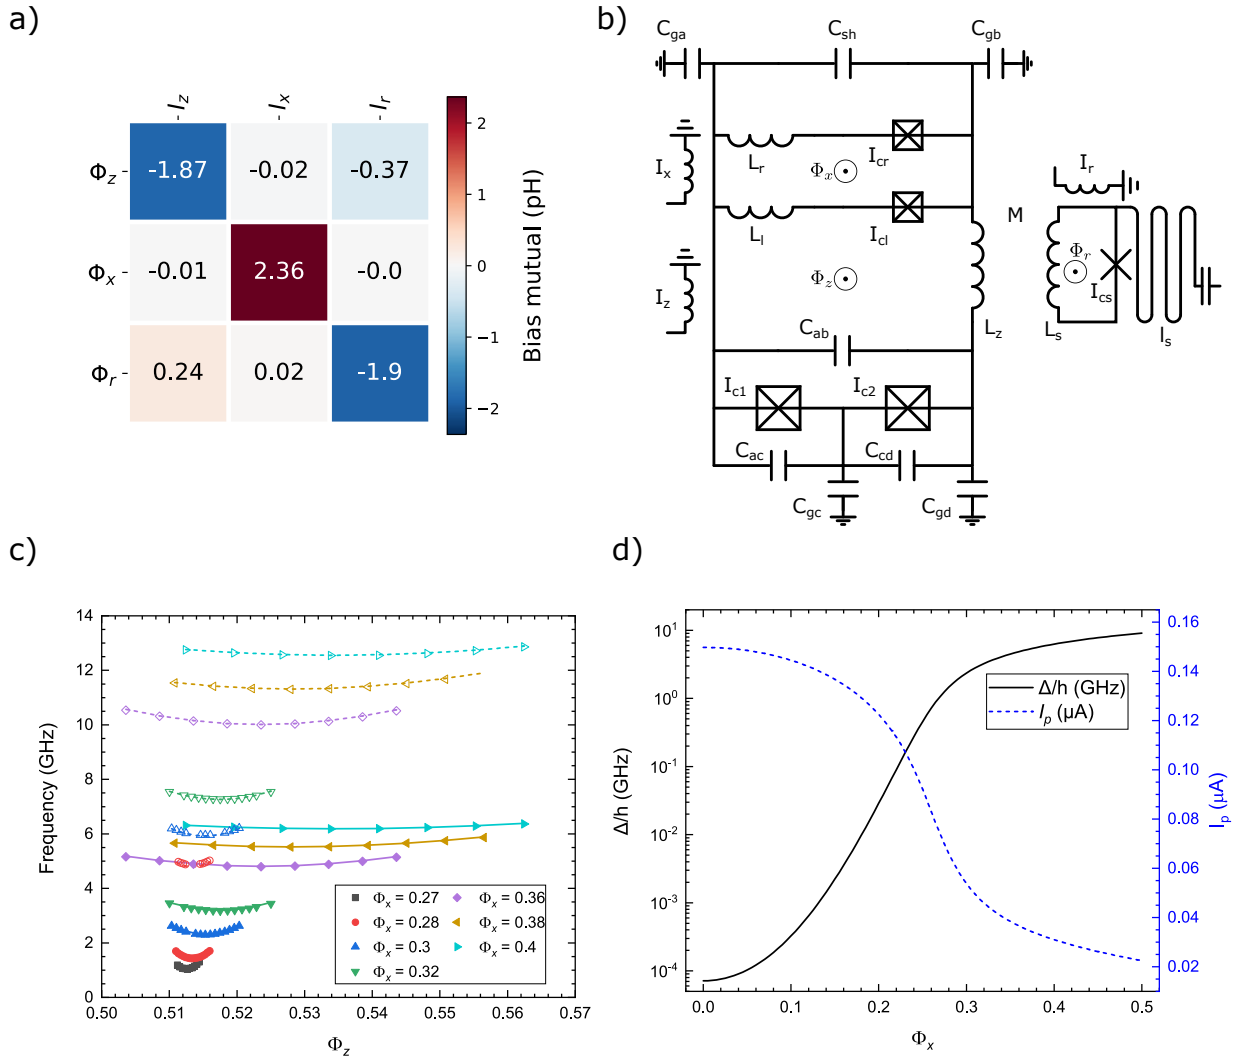 a)
I_z I_x I_r
Φ_z -1.87 -0.02 -0.37
Φ_x -0.01 2.36 -0.0
Φ_r 0.24 0.02 -1.9
2
1
0
−1
−2
Bias mutual (pH)
b)
C_ga C_sh C_gb
I_x L_r I_cr
Φ_x
I_r
L_l I_cl M
I_z Φ_z Φ_r
I_cs
C_ab L_z L_s l_s
I_c1 I_c2
C_ac C_cd
C_gc C_gd
c)
Frequency (GHz)
14
12
10
8
6
4
2
0
Φ_x = 0.27
Φ_x = 0.28
Φ_x = 0.3
Φ_x = 0.32
Φ_x = 0.36
Φ_x = 0.38
Φ_x = 0.4
0.50 0.51 0.52 0.53 0.54 0.55 0.56 0.57
Φ_z
d)
Δ/h (GHz)
10^1
10^0
10^-1
10^-2
10^-3
10^-4
Δ/h (GHz)
I_p (µA)
0.16
0.14
0.12
0.10
0.08
0.06
0.04
0.02
I_p (µA)
0.0 0.1 0.2 0.3 0.4 0.5
Φ_x